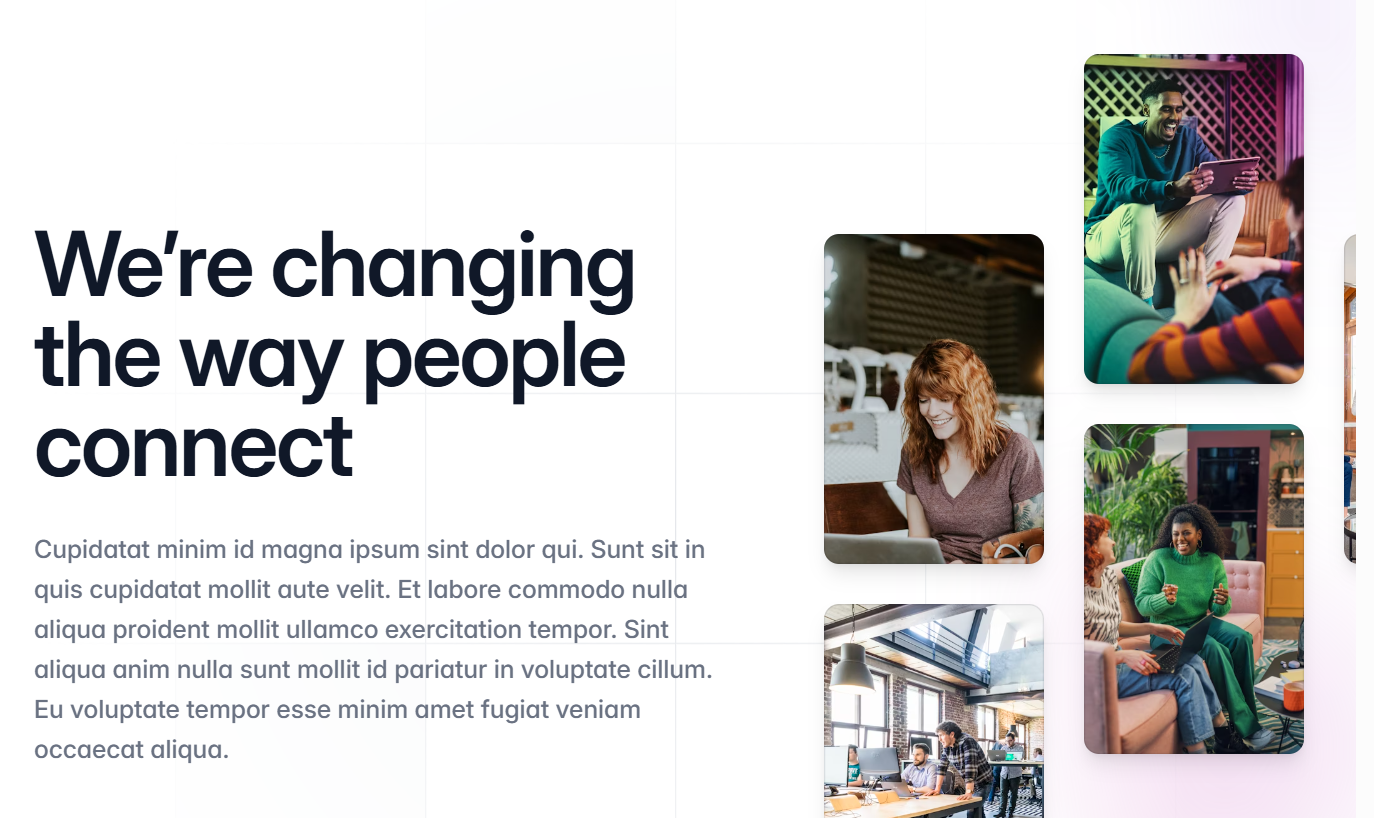 We're changing
the way people
connect
Cupidatat minim id magna ipsum sint dolor qui. Sunt sit in
quis cupidatat mollit aute velit. Et labore commodo nulla
aliqua proident mollit ullamco exercitation tempor. Sint
aliqua anim nulla sunt mollit id pariatur in voluptate cillum.
Eu voluptate tempor esse minim amet fugiat veniam
occaecat aliqua.